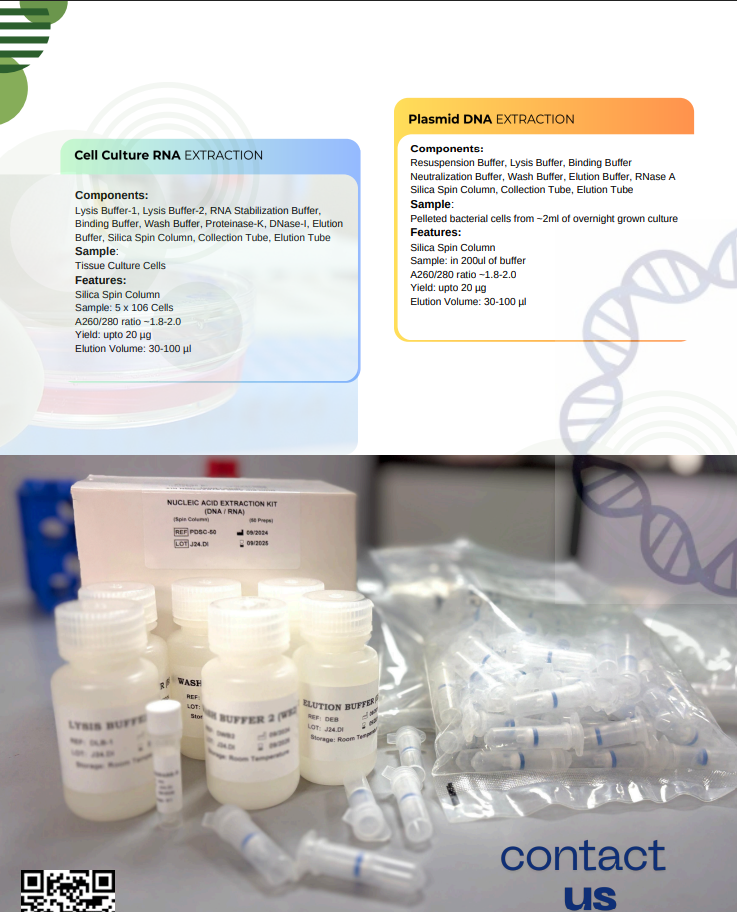 Cell Culture RNA EXTRACTION
Components:
Lysis Buffer-1, Lysis Buffer-2, RNA Stabilization Buffer,
Binding Buffer, Wash Buffer, Proteinase-K, DNase-I, Elution
Buffer, Silica Spin Column, Collection Tube, Elution Tube
Sample:
Tissue Culture Cells
Features:
Silica Spin Column
Sample: 5 x 106 Cells
A260/280 ratio ~1.8-2.0
Yield: upto 20 µg
Elution Volume: 30-100 µl
Plasmid DNA EXTRACTION
Components:
Resuspension Buffer, Lysis Buffer, Binding Buffer
Neutralization Buffer, Wash Buffer, Elution Buffer, RNase A
Silica Spin Column, Collection Tube, Elution Tube
Sample:
Pelleted bacterial cells from ~2ml of overnight grown culture
Features:
Silica Spin Column
Sample: in 200ul of buffer
A260/280 ratio ~1.8-2.0
Yield: upto 20 µg
Elution Volume: 30-100 µl
NUCLEIC ACID EXTRACTION KIT
(DNA / RNA)
(Spin Column) (50 Preps)
REF PDSC-50 09/2024
LOT J24.DI 09/2025
LYSIS BUFFER
REF: DLB-1
LOT: J24.DI
Storage: Room Temperature
WASH
REF:
LOT:
BUFFER 2
REF: DWB2
LOT: J24.DI
Storage: Room Temperature
ELUTION BUFFER
REF: DEB
LOT: J24.DI
Storage: Room Temperature
contact
us